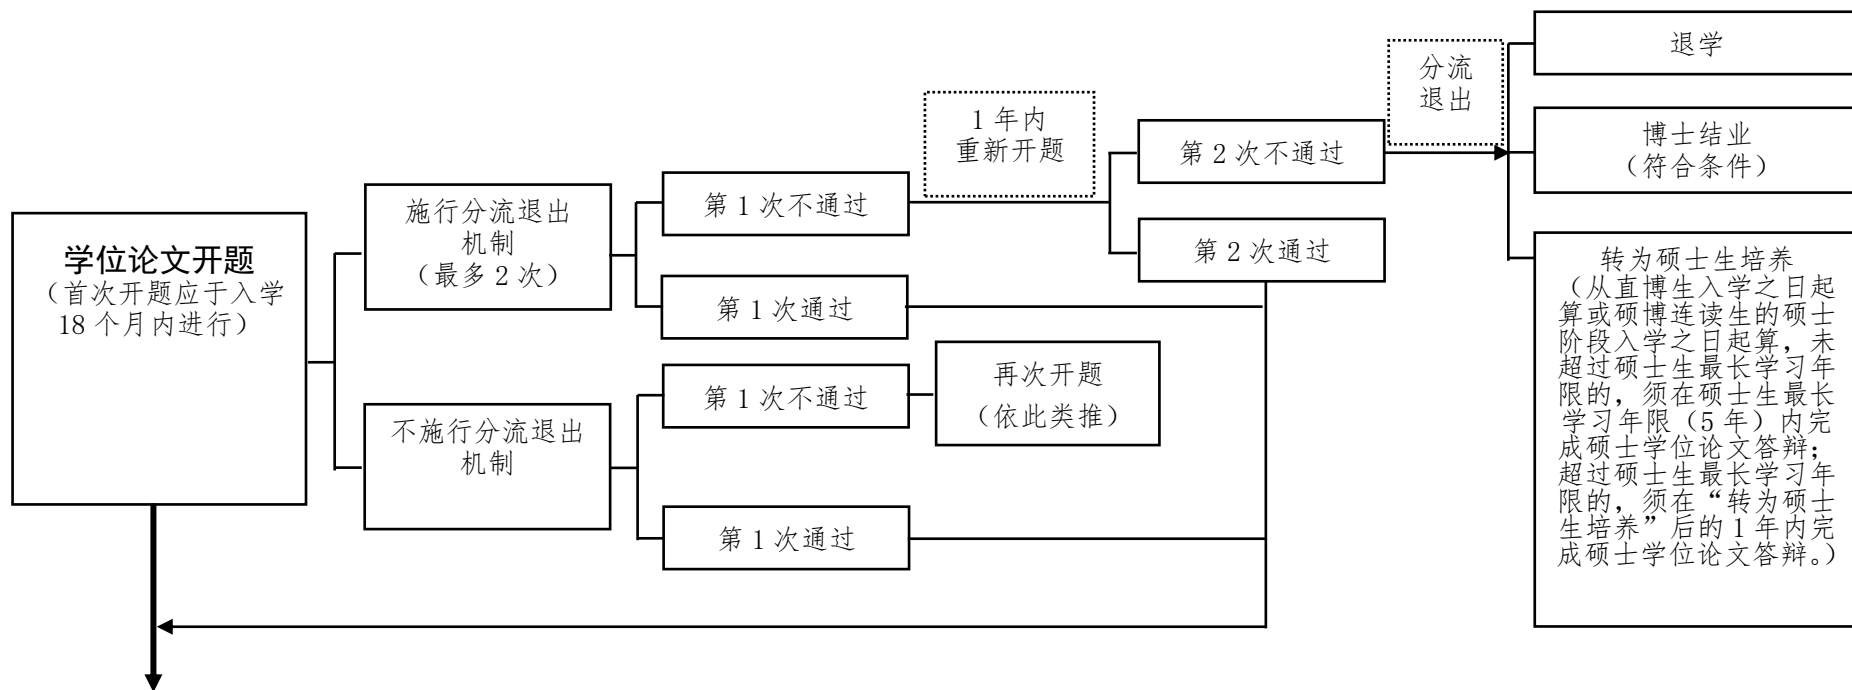 学位论文开题
（首次开题应于入学
18个月内进行）
施行分流退出
机制
（最多2次）
不施行分流退出
机制
第1次不通过
第1次通过
第1次不通过
第1次通过
1年内
重新开题
再次开题
（依此类推）
第2次不通过
第2次通过
分流
退出
退学
博士结业
（符合条件）
转为硕士生培养
（从直博生入学之日起
算或硕博连读生的硕士
阶段入学之日起算，未
超过硕士生最长学习年
限的，须在硕士生最长
学习年限（5年）内完
成硕士学位论文答辩；
超过硕士生最长学习年
限的，须在“转为硕士
生培养”后的1年内完
成硕士学位论文答辩。）